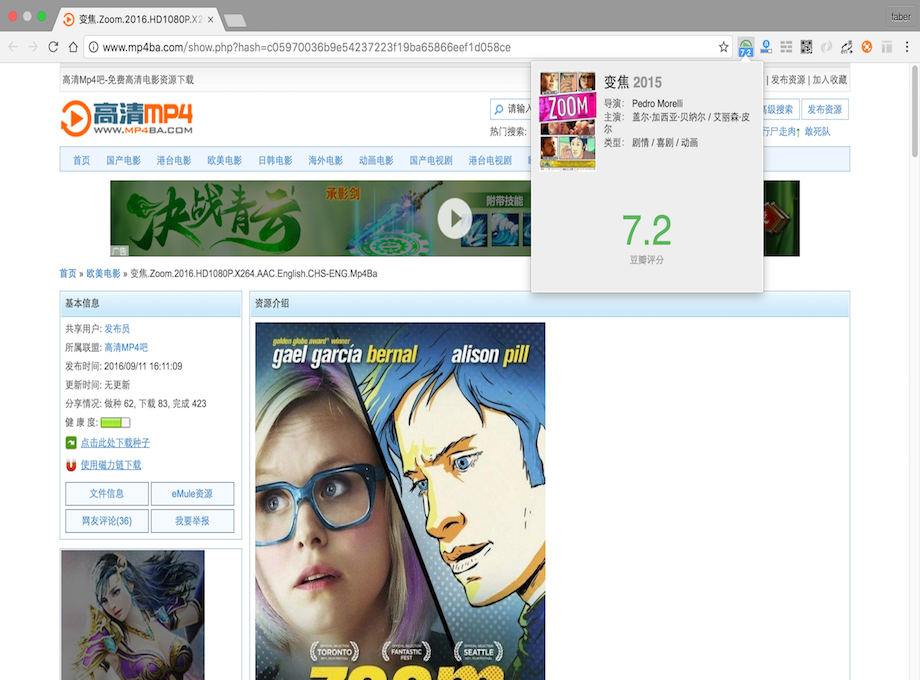 变焦.Zoom.2016.HD1080P.X2
faber
www.mp4ba.com/show.php?hash=c05970036b9e54237223f19ba65866eef1d058ce
7.2
高清Mp4吧-免费高清电影资源下载
| 发布资源 | 加入收藏
高清MP4
WWW.MP4BA.COM
请输入
高级搜索
发布资源
热门搜索:
行尸走肉↑ 敢死队
变焦 2015
导演: Pedro Morelli
主演: 盖尔·加西亚·贝纳尔 / 艾丽森·皮尔
类型: 剧情 / 喜剧 / 动画
ZOOM
7.2
豆瓣评分
首页 国产电影 港台电影 欧美电影 日韩电影 海外电影 动画电影 国产电视剧 港台电视剧
决战青云
承影剑
附带技能
广告
首页 » 欧美电影 » 变焦.Zoom.2016.HD1080P.X264.AAC.English.CHS-ENG.Mp4Ba
基本信息
共享用户: 发布员
所属联盟: 高清MP4吧
发布时间: 2016/09/11 16:11:09
更新时间: 无更新
分享情况: 做种 62, 下载 83, 完成 423
健 康 度:
点击此处下载种子
使用磁力链下载
文件信息
eMule资源
网友评论(36)
我要举报
资源介绍
golden globe award® winner
gael garcía bernal
alison pill
OFFICIAL SELECTION
TORONTO
OFFICIAL SELECTION
FANTASTIC
FEST
OFFICIAL SELECTION
SEATTLE
zoom